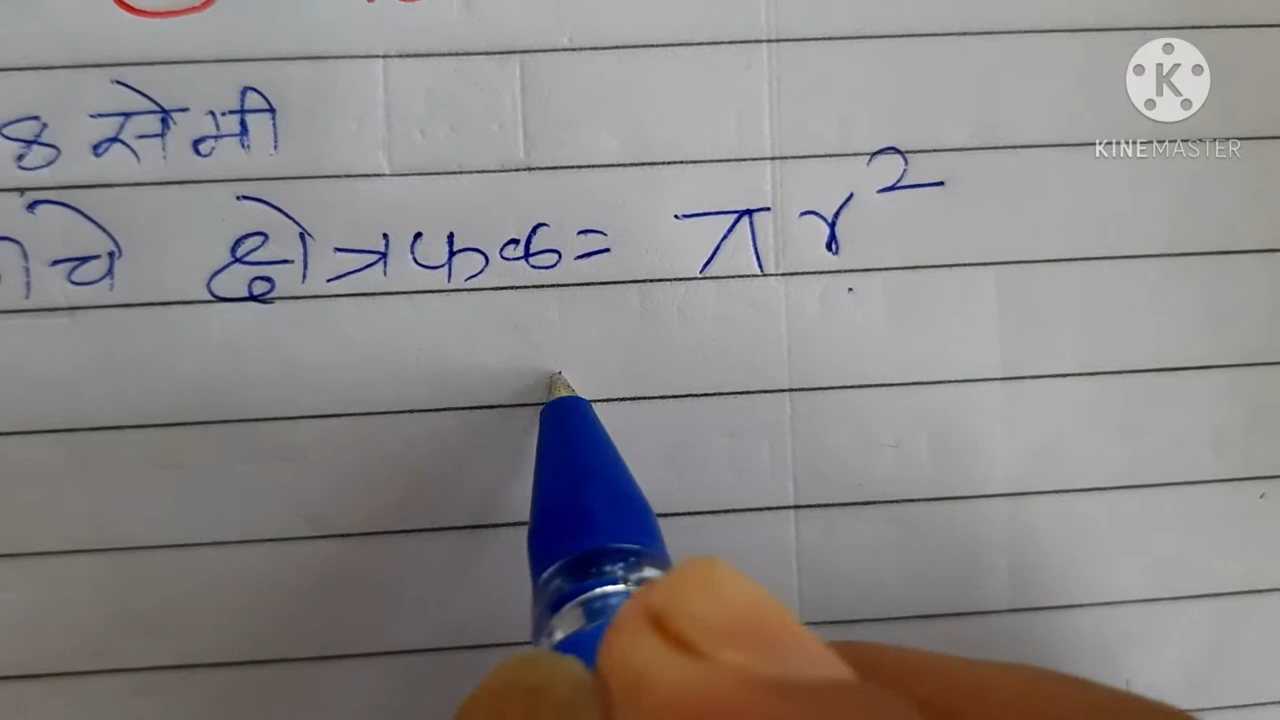 8 सेमी
चे क्षेत्रफळ = πr²
K
KINEMASTER